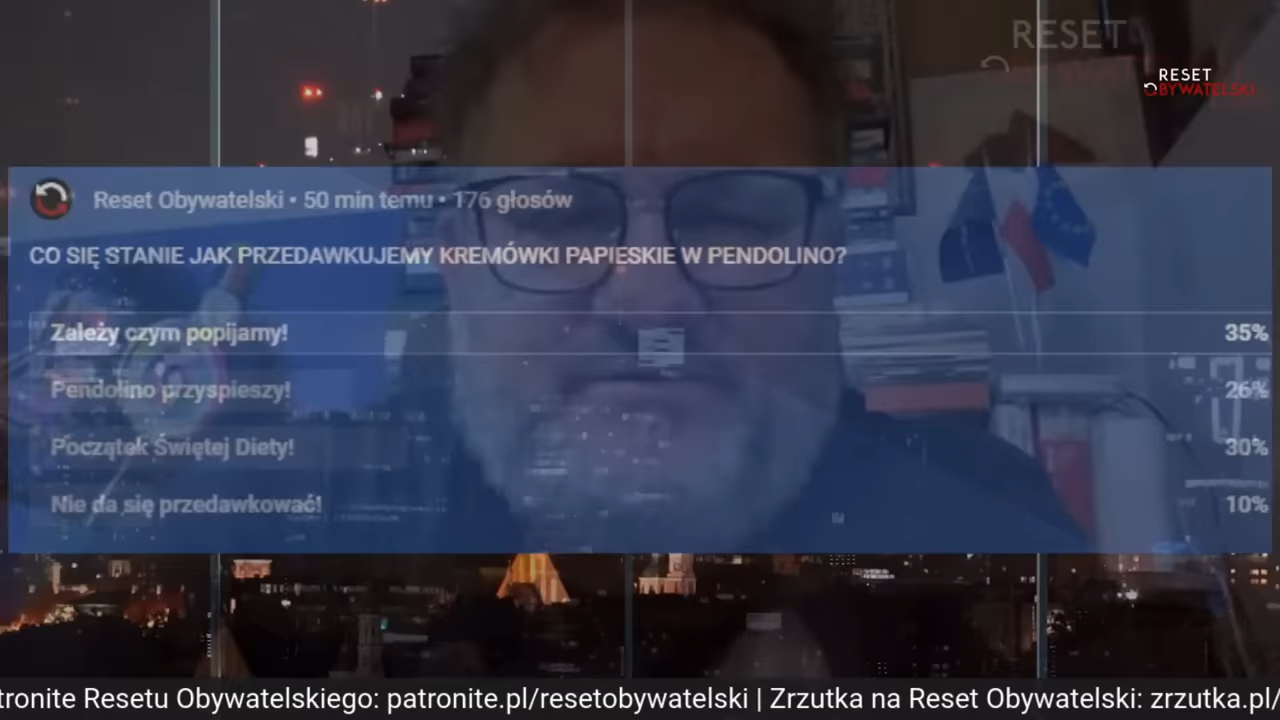 RESET
RESET
OBYWATELSKI
Reset Obywatelski • 50 min temu • 176 głosów
CO SIĘ STANIE JAK PRZEDAWKUJEMY KREMÓWKI PAPIESKIE W PENDOLINO?
Zależy czym popijamy! 35%
Pendolino przyspieszy! 26%
Początek Świętej Diety! 30%
Nie da się przedawkować! 10%
tronite Resetu Obywatelskiego: patronite.pl/resetobywatelski | Zrzutka na Reset Obywatelski: zrzutka.pl/